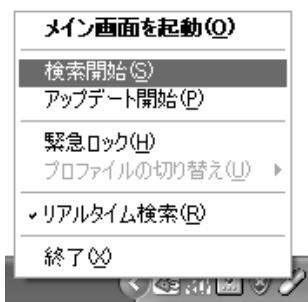 メイン画面を起動(O)
検索開始(S)
アップデート開始(P)
緊急ロック(H)
プロファイルの切り替え(U)
リアルタイム検索(R)
終了(X)